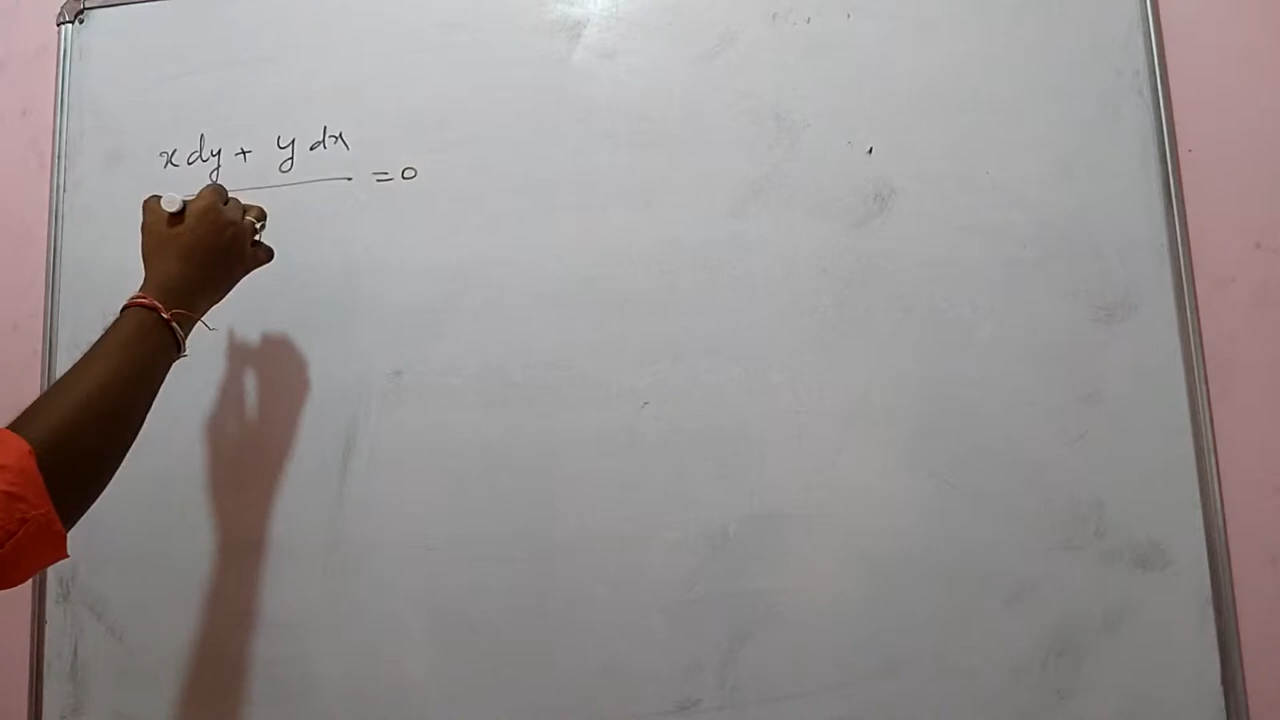 x dy + y dx
= 0